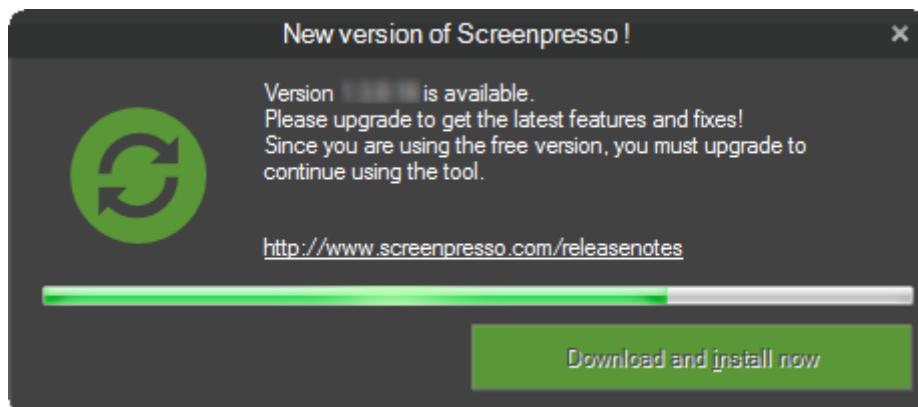 New version of Screenpresso !
Version is available.
Please upgrade to get the latest features and fixes!
Since you are using the free version, you must upgrade to
continue using the tool.
http://www.screenpresso.com/releasenotes
Download and install now